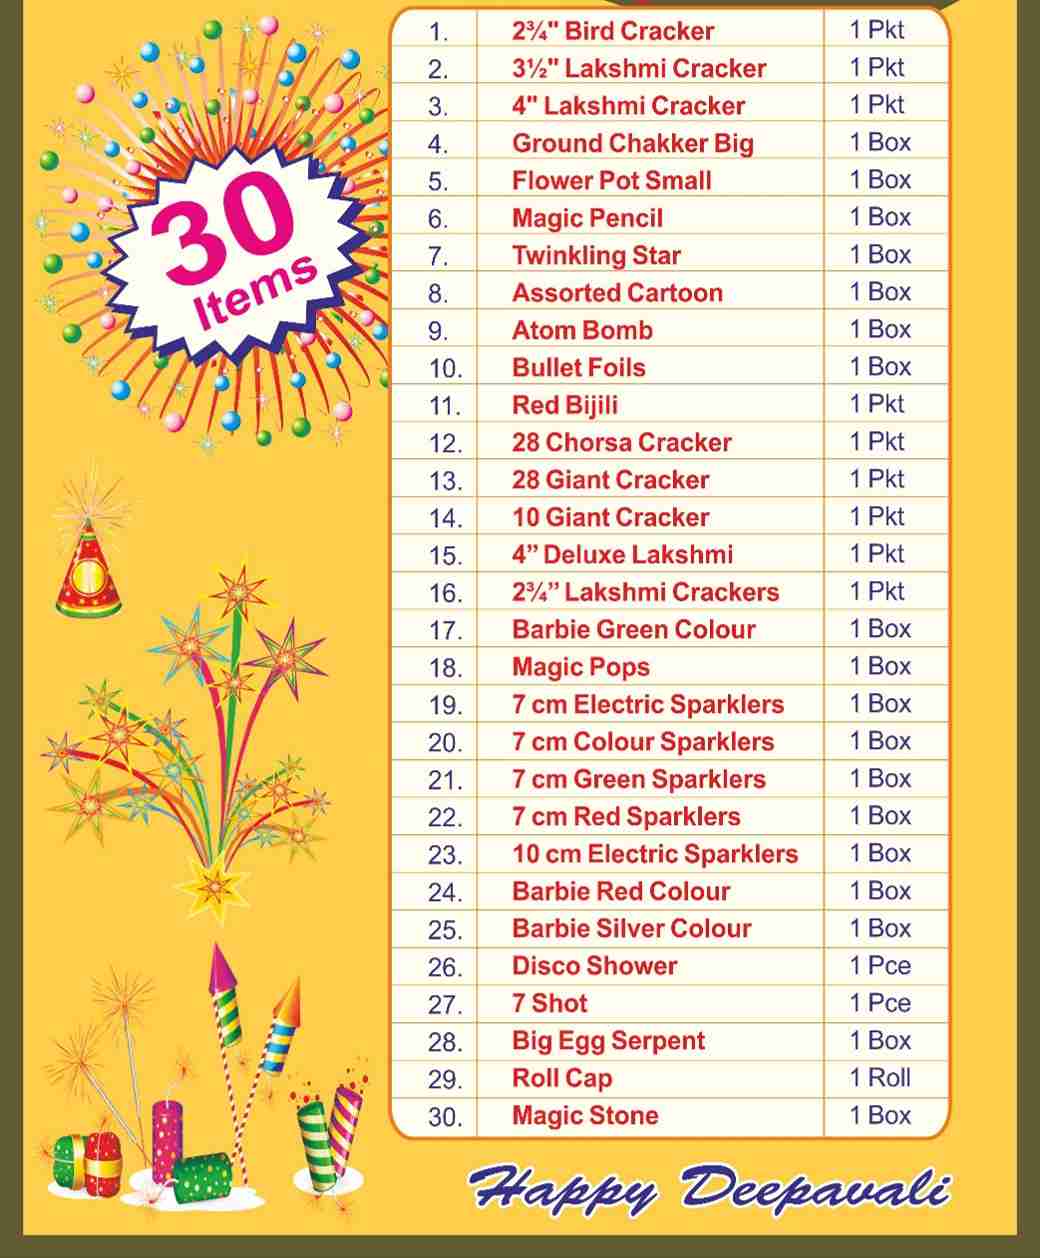 30
Items
1. 2¾" Bird Cracker 1 Pkt
2. 3½" Lakshmi Cracker 1 Pkt
3. 4" Lakshmi Cracker 1 Pkt
4. Ground Chakker Big 1 Box
5. Flower Pot Small 1 Box
6. Magic Pencil 1 Box
7. Twinkling Star 1 Box
8. Assorted Cartoon 1 Box
9. Atom Bomb 1 Box
10. Bullet Foils 1 Box
11. Red Bijili 1 Pkt
12. 28 Chorsa Cracker 1 Pkt
13. 28 Giant Cracker 1 Pkt
14. 10 Giant Cracker 1 Pkt
15. 4” Deluxe Lakshmi 1 Pkt
16. 2¾” Lakshmi Crackers 1 Pkt
17. Barbie Green Colour 1 Box
18. Magic Pops 1 Box
19. 7 cm Electric Sparklers 1 Box
20. 7 cm Colour Sparklers 1 Box
21. 7 cm Green Sparklers 1 Box
22. 7 cm Red Sparklers 1 Box
23. 10 cm Electric Sparklers 1 Box
24. Barbie Red Colour 1 Box
25. Barbie Silver Colour 1 Box
26. Disco Shower 1 Pce
27. 7 Shot 1 Pce
28. Big Egg Serpent 1 Box
29. Roll Cap 1 Roll
30. Magic Stone 1 Box
Happy Deepavali